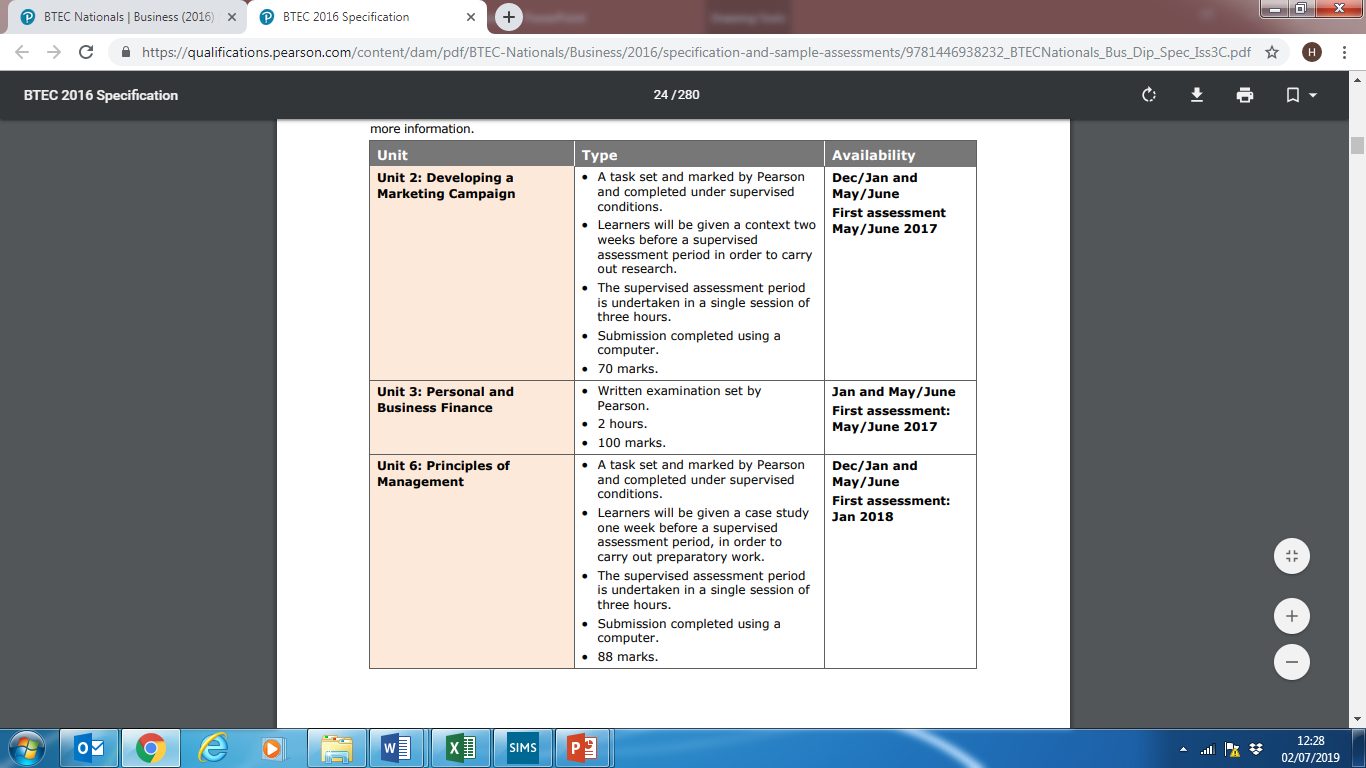 BTEC Nationals | Business (2016)
BTEC 2016 Specification
https://qualifications.pearson.com/content/dam/pdf/BTEC-Nationals/Business/2016/specification-and-sample-assessments/9781446938232_BTECNationals_Bus_Dip_Spec_Iss3C.pdf
H
BTEC 2016 Specification
24 / 280
more information.
Unit
Type
Availability
Unit 2: Developing a
Marketing Campaign
• A task set and marked by Pearson
and completed under supervised
conditions.
• Learners will be given a context two
weeks before a supervised
assessment period in order to carry
out research.
• The supervised assessment period
is undertaken in a single session of
three hours.
• Submission completed using a
computer.
• 70 marks.
Dec/Jan and
May/June
First assessment
May/June 2017
Unit 3: Personal and
Business Finance
• Written examination set by
Pearson.
• 2 hours.
• 100 marks.
Jan and May/June
First assessment:
May/June 2017
Unit 6: Principles of
Management
• A task set and marked by Pearson
and completed under supervised
conditions.
• Learners will be given a case study
one week before a supervised
assessment period, in order to
carry out preparatory work.
• The supervised assessment period
is undertaken in a single session of
three hours.
• Submission completed using a
computer.
• 88 marks.
Dec/Jan and
May/June
First assessment:
Jan 2018
SIMS
12:28
02/07/2019